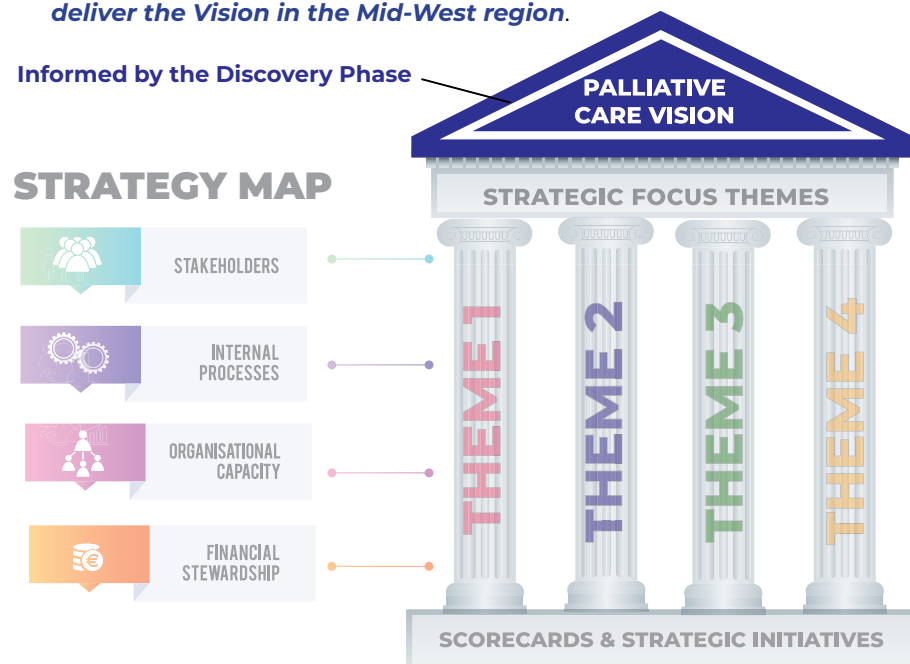 deliver the Vision in the Mid-West region.
Informed by the Discovery Phase
PALLIATIVE
CARE VISION
STRATEGY MAP
STRATEGIC FOCUS THEMES
STAKEHOLDERS
INTERNAL
PROCESSES
ORGANISATIONAL
CAPACITY
FINANCIAL
STEWARDSHIP
THEME 1
THEME 2
THEME 3
THEME 4
SCORECARDS & STRATEGIC INITIATIVES